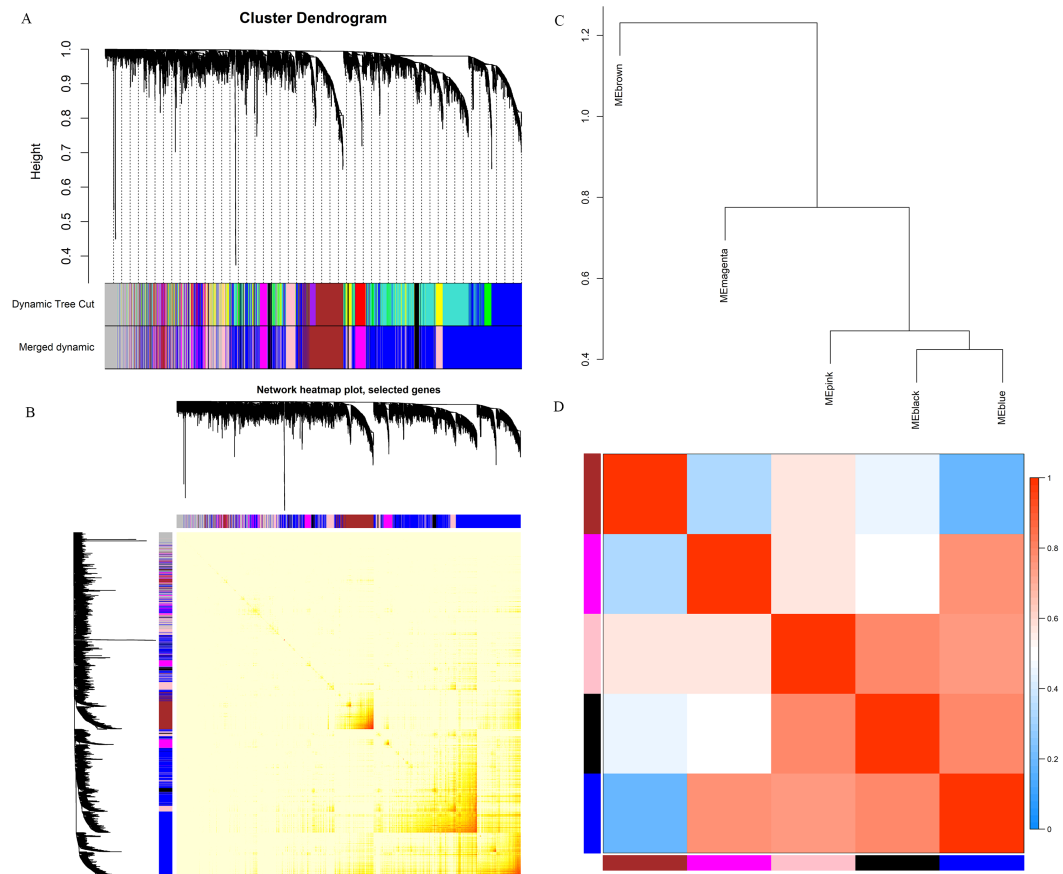 A
Cluster Dendrogram
Height
1.0
0.9
0.8
0.7
0.6
0.5
0.4
Dynamic Tree Cut
Merged dynamic
B
Network heatmap plot, selected genes
C
1.2
1.0
0.8
0.6
0.4
MEbrown
MEmagenta
MEpink
MEblack
MEblue
D
1
0.8
0.6
0.4
0.2
0